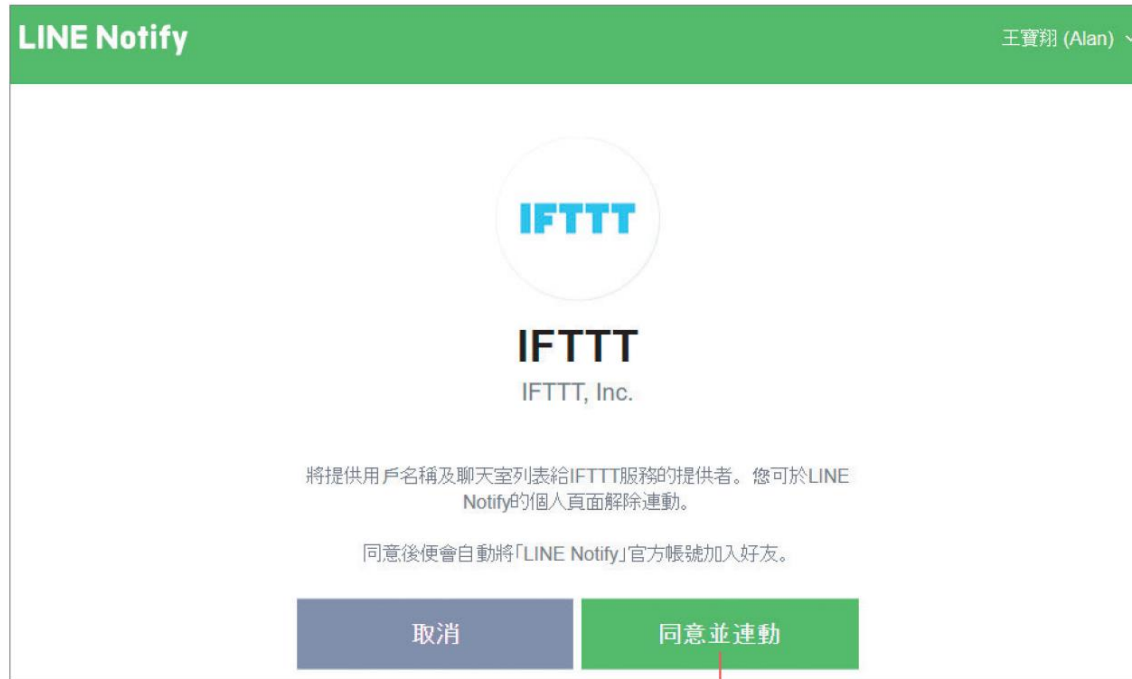 LINE Notify
王寶翔 (Alan)
IFTTT
IFTTT
IFTTT, Inc.
將提供用戶名稱及聊天室列表給IFTTT服務的提供者。您可於LINE
Notify的個人頁面解除連動。
同意後便會自動將「LINE Notify」官方帳號加入好友。
取消
同意並連動